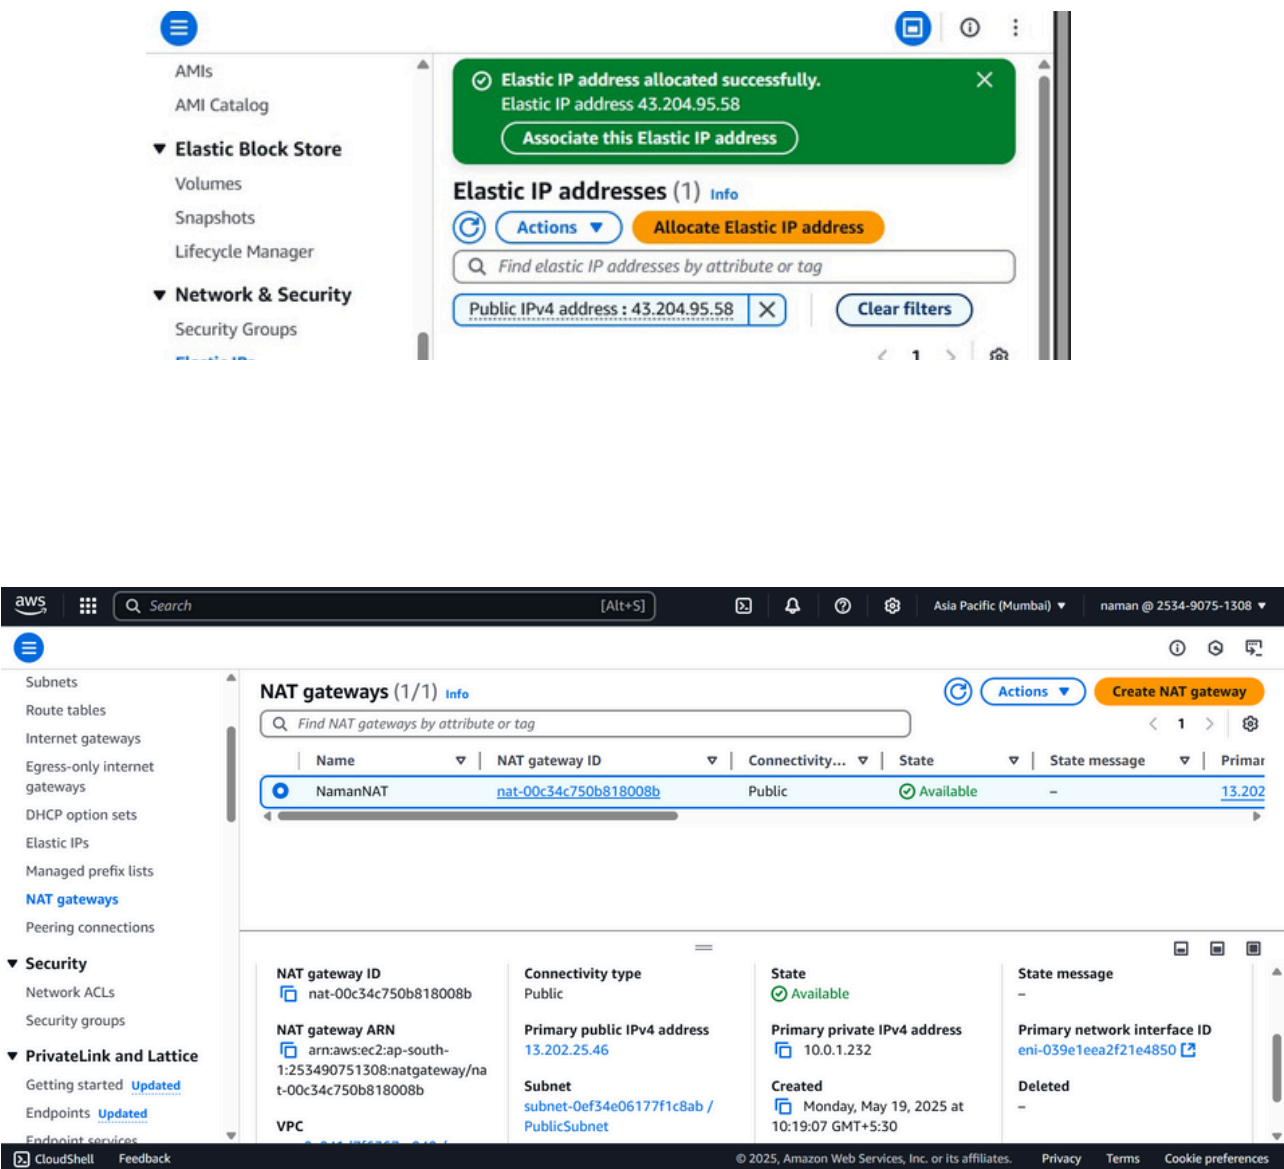 AMIs
AMI Catalog
Elastic Block Store
Volumes
Snapshots
Lifecycle Manager
Network & Security
Security Groups
Elastic IPs
Elastic IP address allocated successfully.
Elastic IP address 43.204.95.58
Associate this Elastic IP address
Elastic IP addresses (1) Info
Actions Allocate Elastic IP address
Find elastic IP addresses by attribute or tag
Public IPv4 address : 43.204.95.58 Clear filters
1
aws Search [Alt+S] Asia Pacific (Mumbai) naman @ 2534-9075-1308
Subnets
Route tables
Internet gateways
Egress-only internet
gateways
DHCP option sets
Elastic IPs
Managed prefix lists
NAT gateways
Peering connections
Security
Network ACLs
Security groups
PrivateLink and Lattice
Getting started Updated
Endpoints Updated
Endpoint services
NAT gateways (1/1) Info
Actions Create NAT gateway
Find NAT gateways by attribute or tag
1
Name NAT gateway ID Connectivity... State State message Primar
NamanNAT nat-00c34c750b818008b Public Available – 13.202
NAT gateway ID
nat-00c34c750b818008b
NAT gateway ARN
arn:aws:ec2:ap-south-
1:253490751308:natgateway/na
t-00c34c750b818008b
VPC
Connectivity type
Public
Primary public IPv4 address
13.202.25.46
Subnet
subnet-0ef34e06177f1c8ab /
PublicSubnet
State
Available
Primary private IPv4 address
10.0.1.232
Created
Monday, May 19, 2025 at
10:19:07 GMT+5:30
State message
–
Primary network interface ID
eni-039e1eea2f21e4850
Deleted
–
CloudShell Feedback © 2025, Amazon Web Services, Inc. or its affiliates. Privacy Terms Cookie preferences